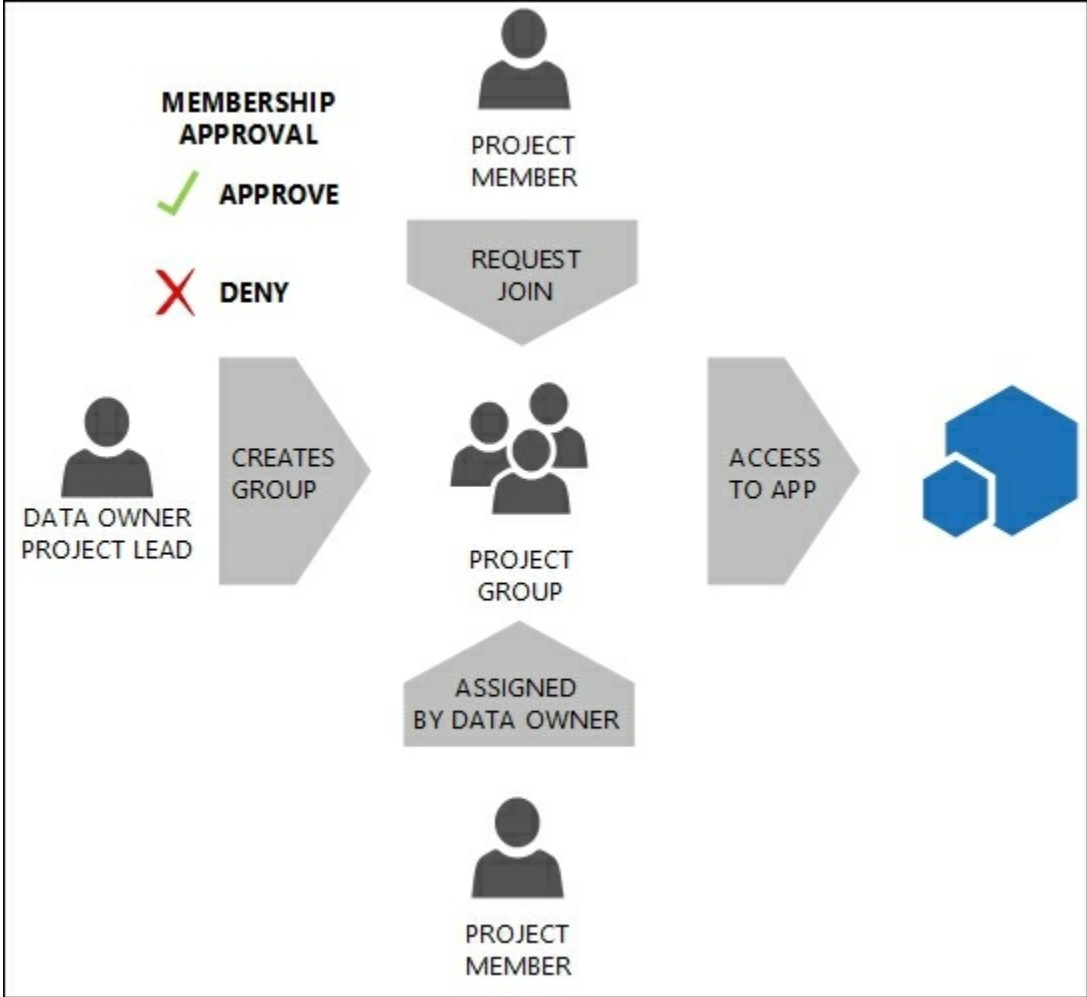 MEMBERSHIP
APPROVAL
APPROVE
DENY
PROJECT
MEMBER
REQUEST
JOIN
DATA OWNER
PROJECT LEAD
CREATES
GROUP
PROJECT
GROUP
ACCESS
TO APP
ASSIGNED
BY DATA OWNER
PROJECT
MEMBER